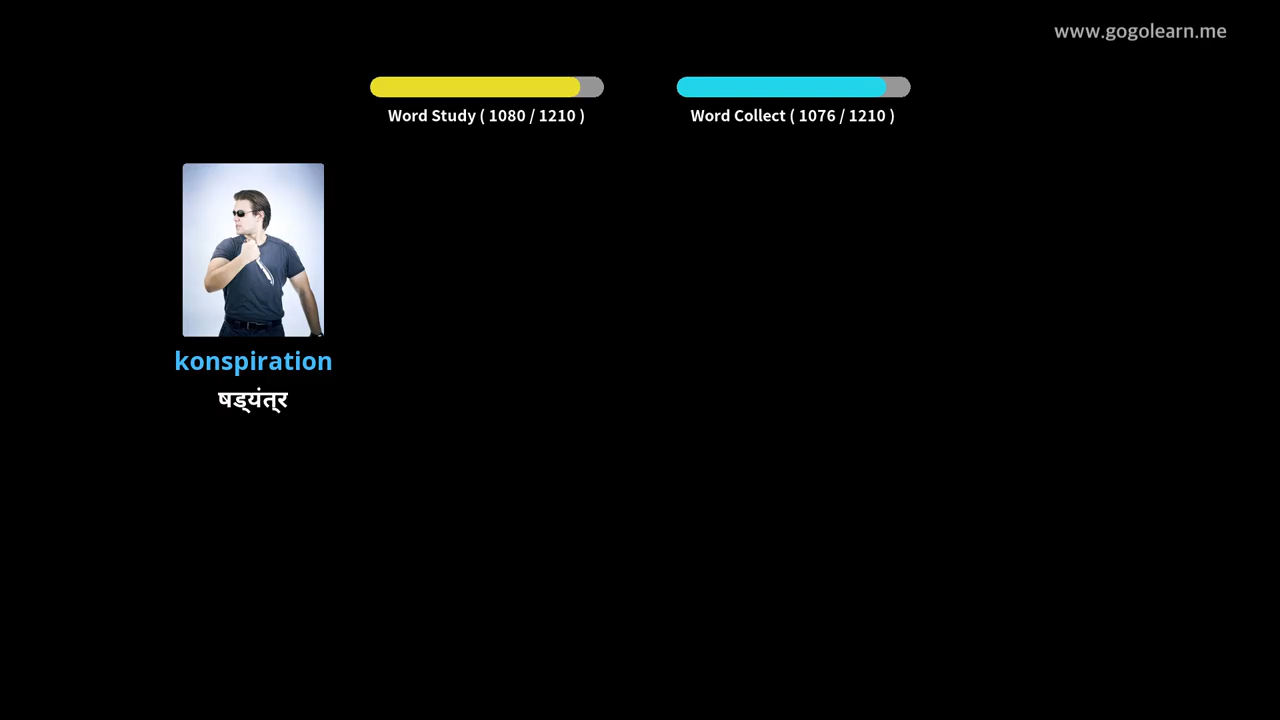 www.gogolearn.me
Word Study ( 1080 / 1210 )
Word Collect ( 1076 / 1210 )
konspiration
षड्यंत्र